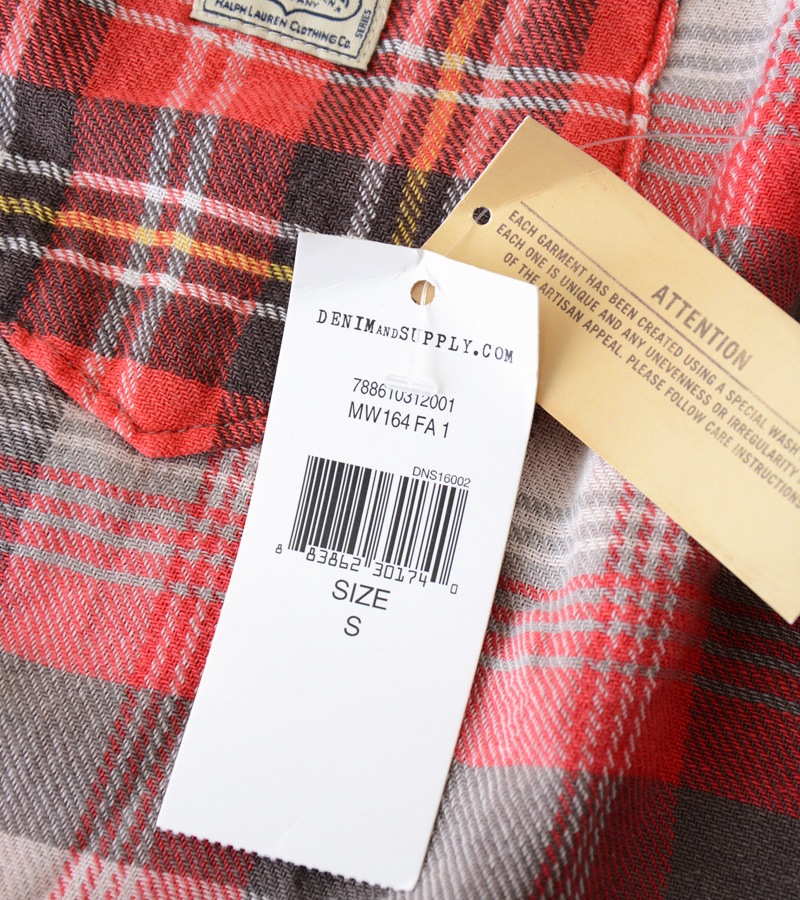 RALPH LAUREN CLOTHING CO.
SERIES
DENIMANDSUPPLY.COM
788610312001
MW164 FA 1
DNS16002
8 83862 30174 0
SIZE
S
ATTENTION
EACH GARMENT HAS BEEN CREATED USING A SPECIAL WASH
EACH ONE IS UNIQUE AND ANY UNEVENNESS OR IRREGULARITY
OF THE ARTISAN APPEAL. PLEASE FOLLOW CARE INSTRUCTION